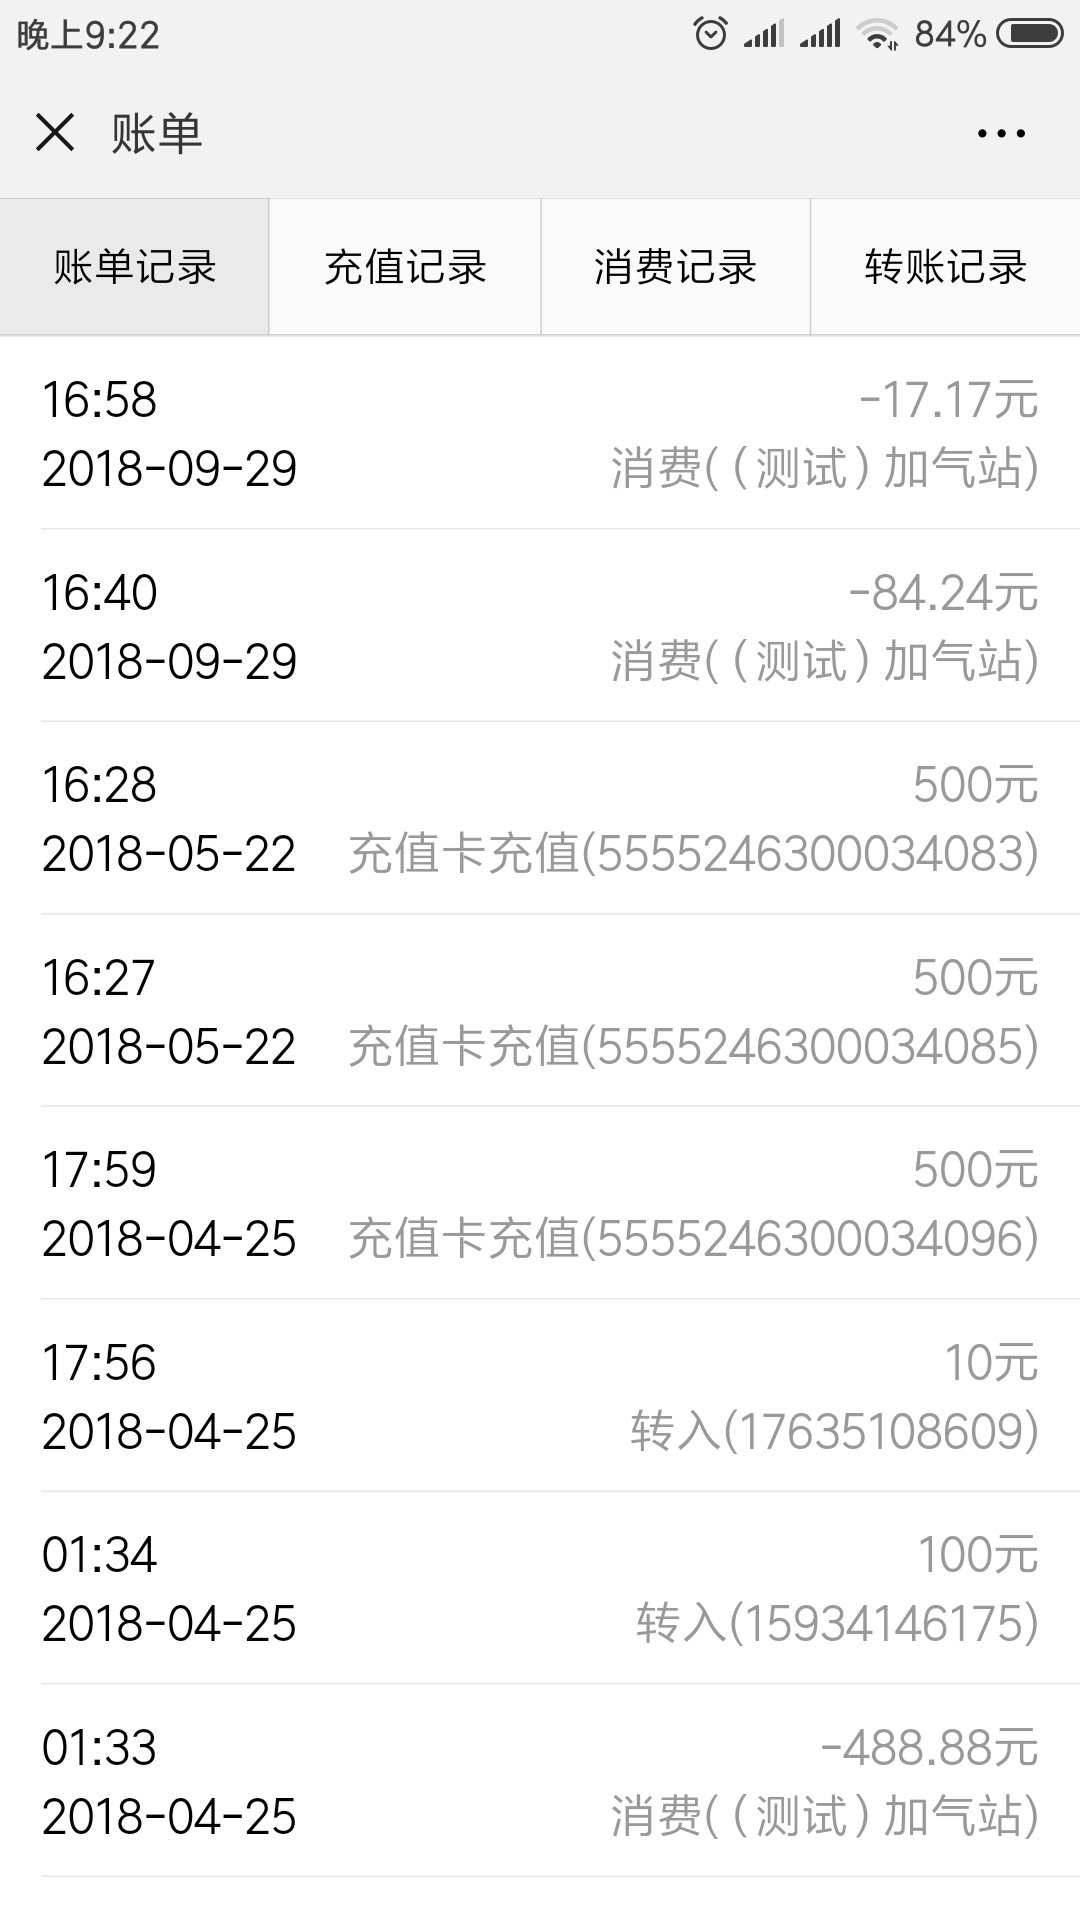 晚上9:22 84%
账单
账单记录 充值记录 消费记录 转账记录
16:58 -17.17元
2018-09-29 消费(（测试）加气站)
16:40 -84.24元
2018-09-29 消费(（测试）加气站)
16:28 500元
2018-05-22 充值卡充值(5555246300034083)
16:27 500元
2018-05-22 充值卡充值(5555246300034085)
17:59 500元
2018-04-25 充值卡充值(5555246300034096)
17:56 10元
2018-04-25 转入(17635108609)
01:34 100元
2018-04-25 转入(15934146175)
01:33 -488.88元
2018-04-25 消费(（测试）加气站)